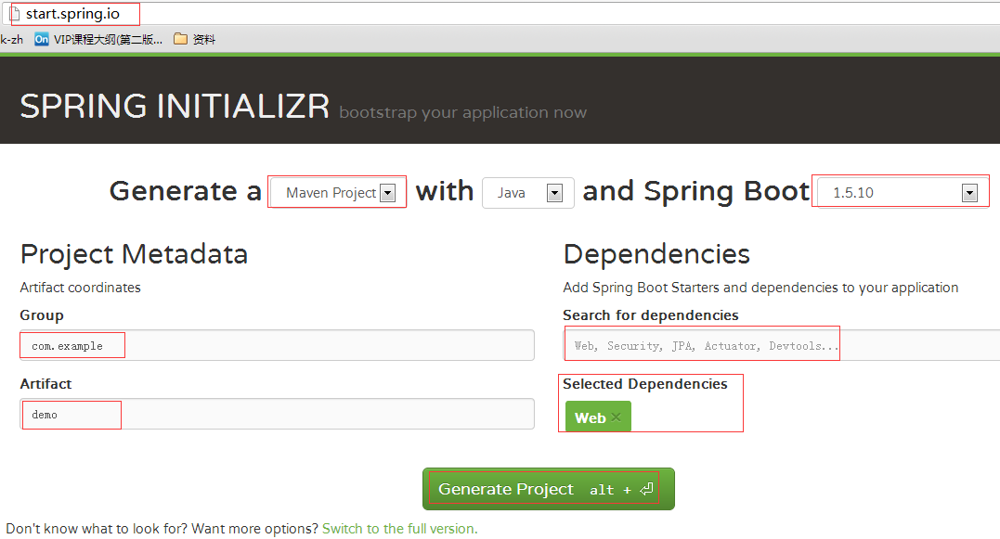 start.spring.io
k-zh On VIP课程大纲(第二版... 资料
SPRING INITIALIZR bootstrap your application now
Generate a Maven Project with Java and Spring Boot 1.5.10
Project Metadata
Artifact coordinates
Group
com.example
Artifact
demo
Dependencies
Add Spring Boot Starters and dependencies to your application
Search for dependencies
Web, Security, JPA, Actuator, Devtools...
Selected Dependencies
Web ×
Generate Project alt + ⏎
Don't know what to look for? Want more options? Switch to the full version.